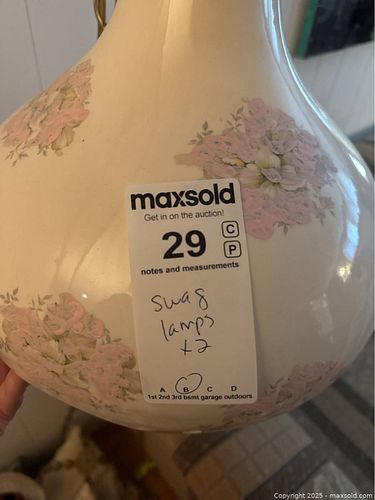 maxsold
Get in on the auction!
29 C
P
notes and measurements
swag
lamps
x2
A B C D
1st 2nd 3rd bsmt garage outdoors
Copyright 2025 - maxsold.com